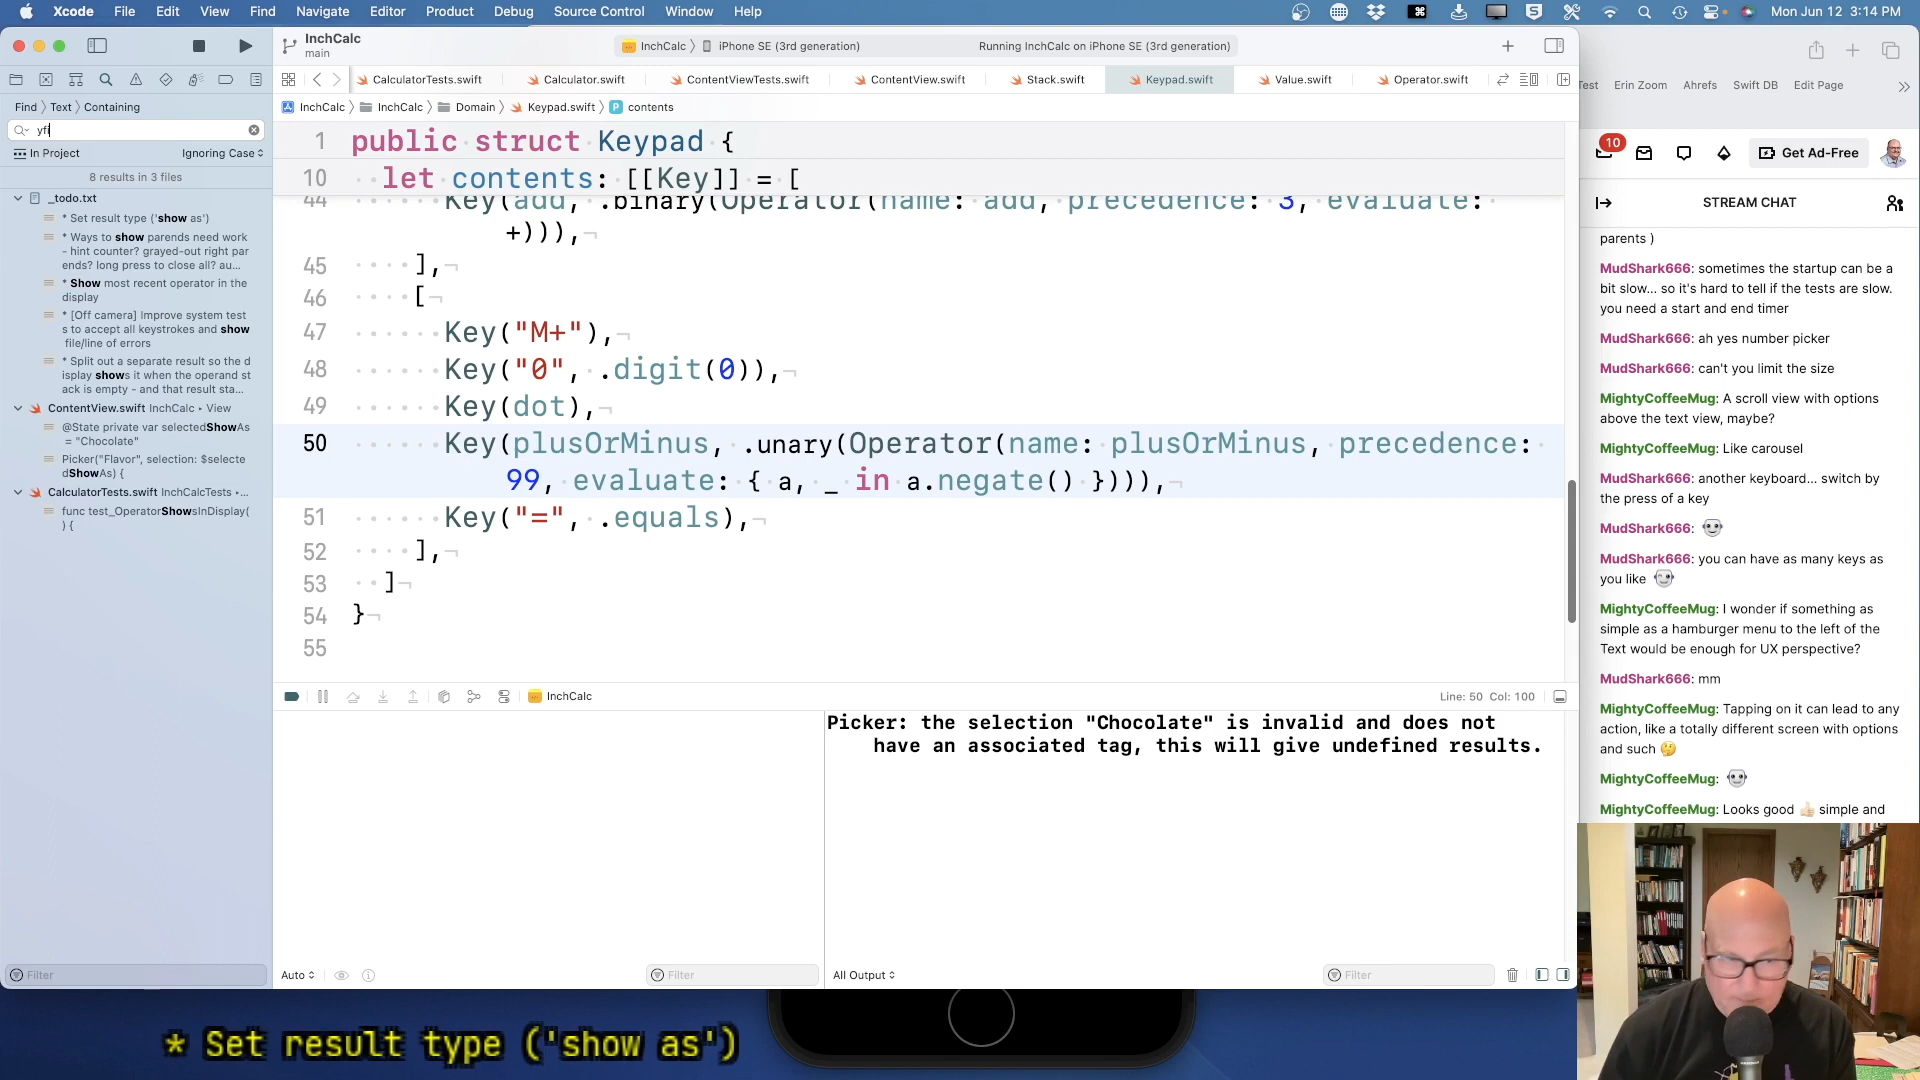 Xcode File Edit View Find Navigate Editor Product Debug Source Control Window Help
Mon Jun 12 3:14 PM
InchCalc
main
InchCalc 〉 iPhone SE (3rd generation)
Running InchCalc on iPhone SE (3rd generation)
CalculatorTests.swift
Calculator.swift
ContentViewTests.swift
ContentView.swift
Stack.swift
Keypad.swift
Value.swift
Operator.swift
Find 〉 Text 〉 Containing
yfi
In Project
Ignoring Case
8 results in 3 files
_todo.txt
* Set result type ('show as')
* Ways to show parends need work
- hint counter? grayed-out right par
ends? long press to close all? au...
* Show most recent operator in the
display
* [Off camera] Improve system test
s to accept all keystrokes and show
file/line of errors
* Split out a separate result so the d
isplay shows it when the operand st
ack is empty - and that result sta...
ContentView.swift InchCalc ▸ View
@State private var selectedShowAs
= "Chocolate"
Picker("Flavor", selection: $selecte
dShowAs) {
CalculatorTests.swift InchCalcTests ▸...
func test_OperatorShowsInDisplay(
) {
Filter
InchCalc 〉 InchCalc 〉 Domain 〉 Keypad.swift 〉 P contents
1 public struct Keypad {
10 let contents: [[Key]] = [
44 Key(add, .binary(Operator(name: add, precedence: 3, evaluate:
+))),
45 ],
46 [
47 Key("M+"),
48 Key("0", .digit(0)),
49 Key(dot),
50 Key(plusOrMinus, .unary(Operator(name: plusOrMinus, precedence:
99, evaluate: { a, _ in a.negate() }))),
51 Key("=", .equals),
52 ],
53 ]
54 }
55
InchCalc
Line: 50 Col: 100
Picker: the selection "Chocolate" is invalid and does not
have an associated tag, this will give undefined results.
Auto
Filter
All Output
Filter
Erin Zoom Ahrefs Swift DB Edit Page
10
Get Ad-Free
STREAM CHAT
parents )
MudShark666: sometimes the startup can be a
bit slow... so it's hard to tell if the tests are slow.
you need a start and end timer
MudShark666: ah yes number picker
MudShark666: can't you limit the size
MightyCoffeeMug: A scroll view with options
above the text view, maybe?
MightyCoffeeMug: Like carousel
MudShark666: another keyboard... switch by
the press of a key
MudShark666:
MudShark666: you can have as many keys as
you like
MightyCoffeeMug: I wonder if something as
simple as a hamburger menu to the left of the
Text would be enough for UX perspective?
MudShark666: mm
MightyCoffeeMug: Tapping on it can lead to any
action, like a totally different screen with options
and such 🤔
MightyCoffeeMug:
MightyCoffeeMug: Looks good 👍🏻 simple and
* Set result type ('show as')